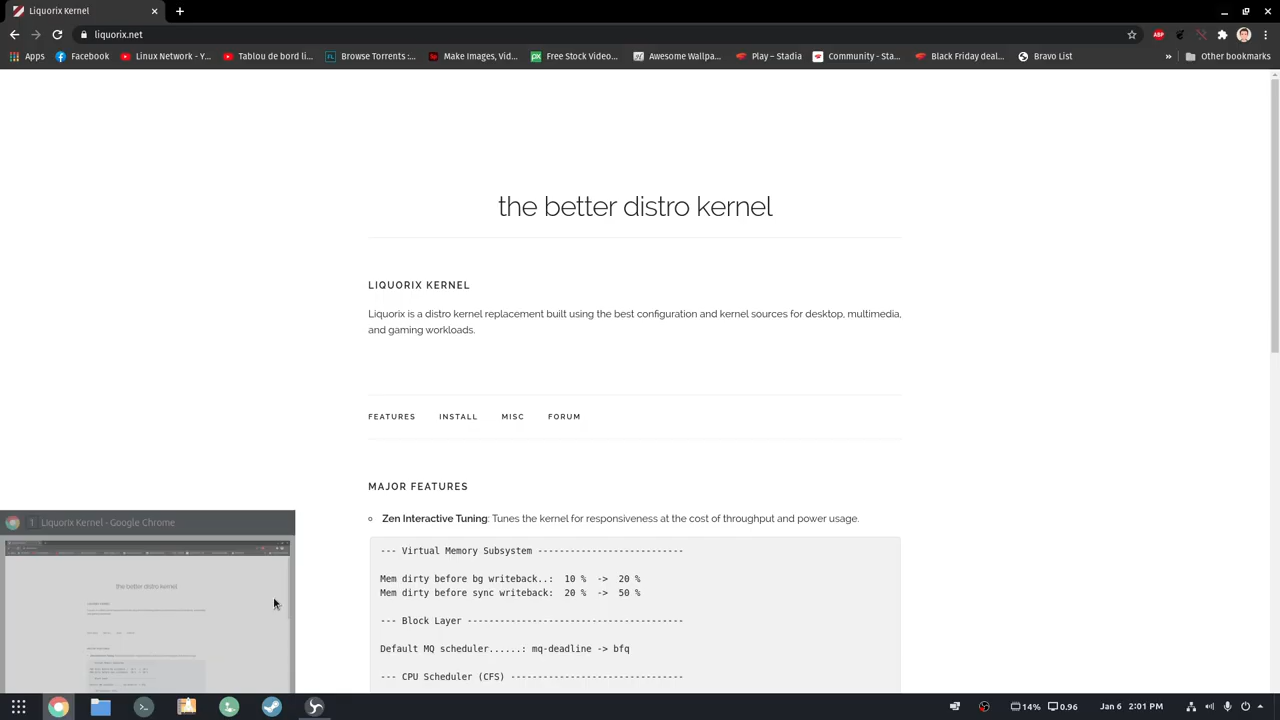 Liquorix Kernel
liquorix.net
Apps
Facebook
Linux Network - Y...
Tablou de bord li...
Browse Torrents :...
Make Images, Vid...
Free Stock Video...
Awesome Wallpa...
Play – Stadia
Community - Sta...
Black Friday deal...
Bravo List
»
Other bookmarks
the better distro kernel
LIQUORIX KERNEL
Liquorix is a distro kernel replacement built using the best configuration and kernel sources for desktop, multimedia,
and gaming workloads.
FEATURES INSTALL MISC FORUM
MAJOR FEATURES
Zen Interactive Tuning: Tunes the kernel for responsiveness at the cost of throughput and power usage.
--- Virtual Memory Subsystem ---------------------------
Mem dirty before bg writeback..: 10 % -> 20 %
Mem dirty before sync writeback: 20 % -> 50 %
--- Block Layer ----------------------------------------
Default MQ scheduler......: mq-deadline -> bfq
--- CPU Scheduler (CFS) --------------------------------
1 Liquorix Kernel - Google Chrome
the better distro kernel
14% 0.96 Jan 6 2:01 PM